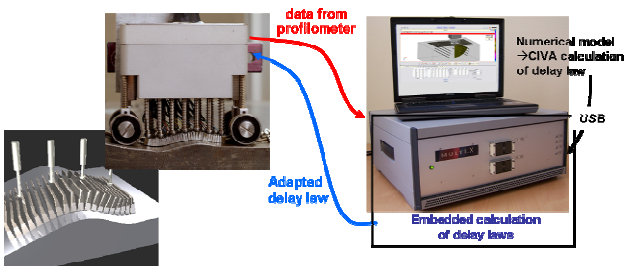 data from
profilometer
Numerical model
→CIVA calculation
of delay law
USB
MULTIX
Adapted
delay law
Embedded calculation
of delay laws